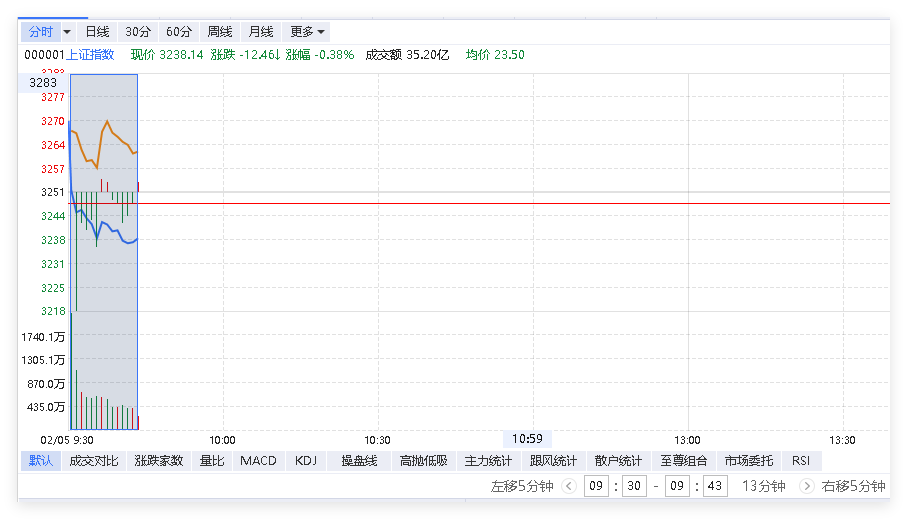 分时 日线 30分 60分 周线 月线 更多
000001上证指数 现价 3238.14 涨跌 -12.46↓ 涨幅 -0.38% 成交额 35.20亿 均价 23.50
3283
3283
3277
3270
3264
3257
3251
3244
3238
3231
3225
3218
1740.1万
1305.1万
870.0万
435.0万
02/05 9:30 10:00 10:30 10:59 13:00 13:30
默认 成交对比 涨跌家数 量比 MACD KDJ 操盘线 高抛低吸 主力统计 跟风统计 散户统计 至尊组合 市场委托 RSI
左移5分钟 09 : 30 - 09 : 43 13分钟 右移5分钟